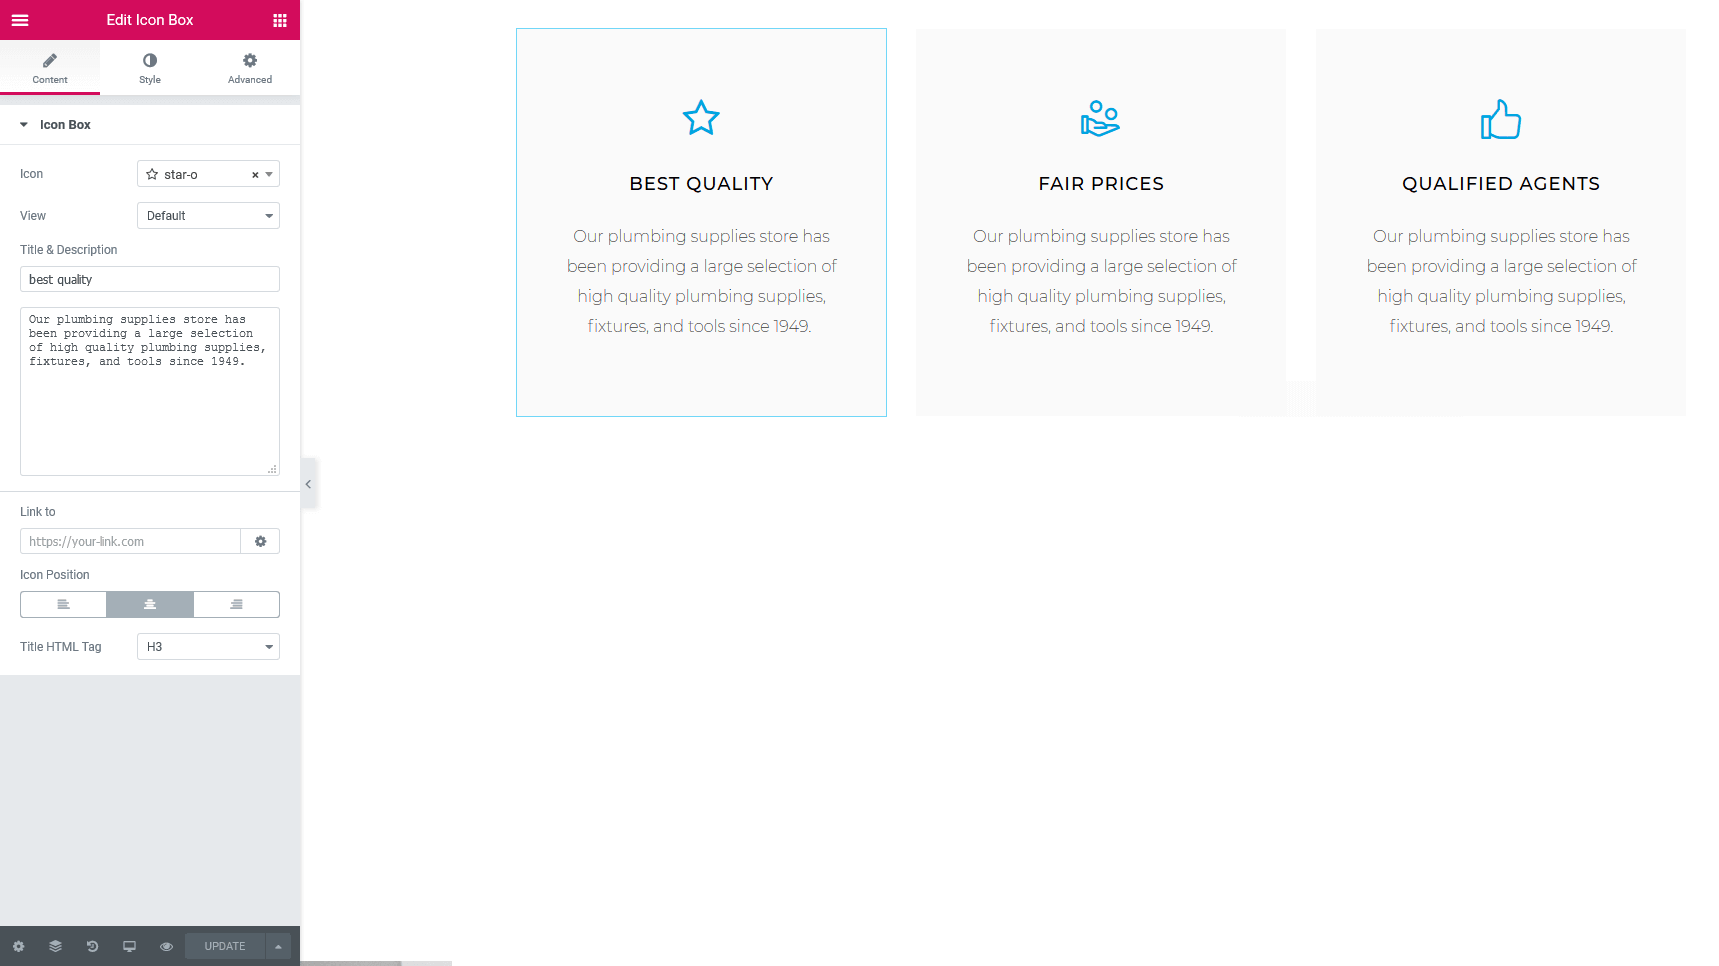 Edit Icon Box
Content
Style
Advanced
Icon Box
Icon
star-o
×
View
Default
Title & Description
best quality
Our plumbing supplies store has
been providing a large selection
of high quality plumbing supplies,
fixtures, and tools since 1949.
Link to
https://your-link.com
Icon Position
Title HTML Tag
H3
UPDATE
BEST QUALITY
Our plumbing supplies store has
been providing a large selection of
high quality plumbing supplies,
fixtures, and tools since 1949.
FAIR PRICES
Our plumbing supplies store has
been providing a large selection of
high quality plumbing supplies,
fixtures, and tools since 1949.
QUALIFIED AGENTS
Our plumbing supplies store has
been providing a large selection of
high quality plumbing supplies,
fixtures, and tools since 1949.